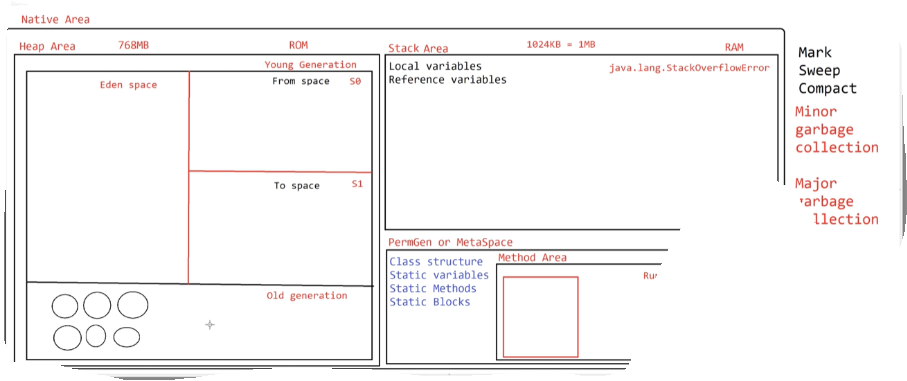 Native Area
Heap Area 768MB ROM
Young Generation
Eden space
From space S0
To space S1
Old generation
Stack Area 1024KB = 1MB RAM
Local variables java.lang.StackOverflowError
Reference variables
PermGen or MetaSpace
Class structure
Static variables
Static Methods
Static Blocks
Method Area
Mark
Sweep
Compact
Minor
garbage
collection
Major